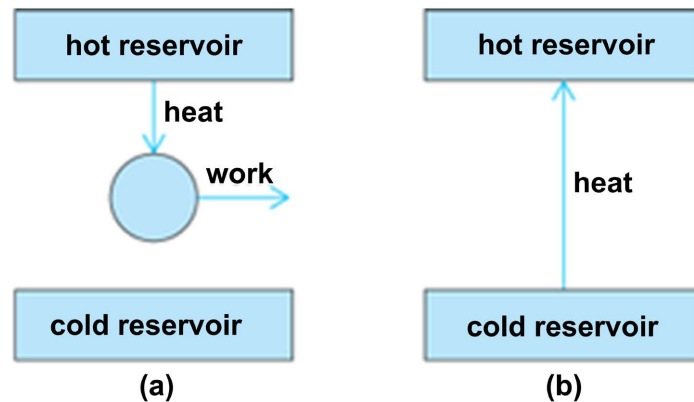 hot reservoir
heat
work
cold reservoir
(a)
hot reservoir
heat
cold reservoir
(b)